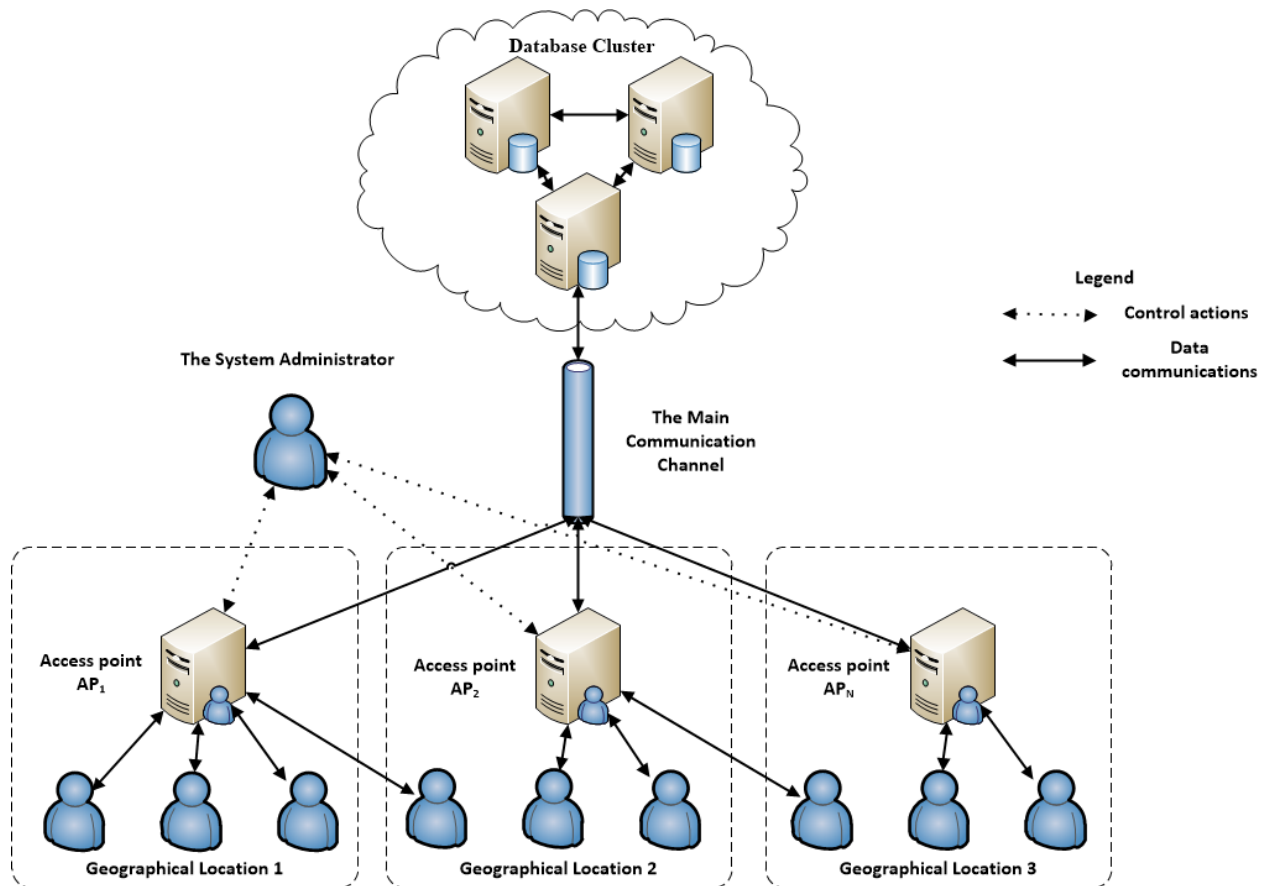 Database Cluster
Legend
Control actions
Data
communications
The System Administrator
The Main
Communication
Channel
Access point
AP₁
Access point
AP₂
Access point
APN
Geographical Location 1
Geographical Location 2
Geographical Location 3